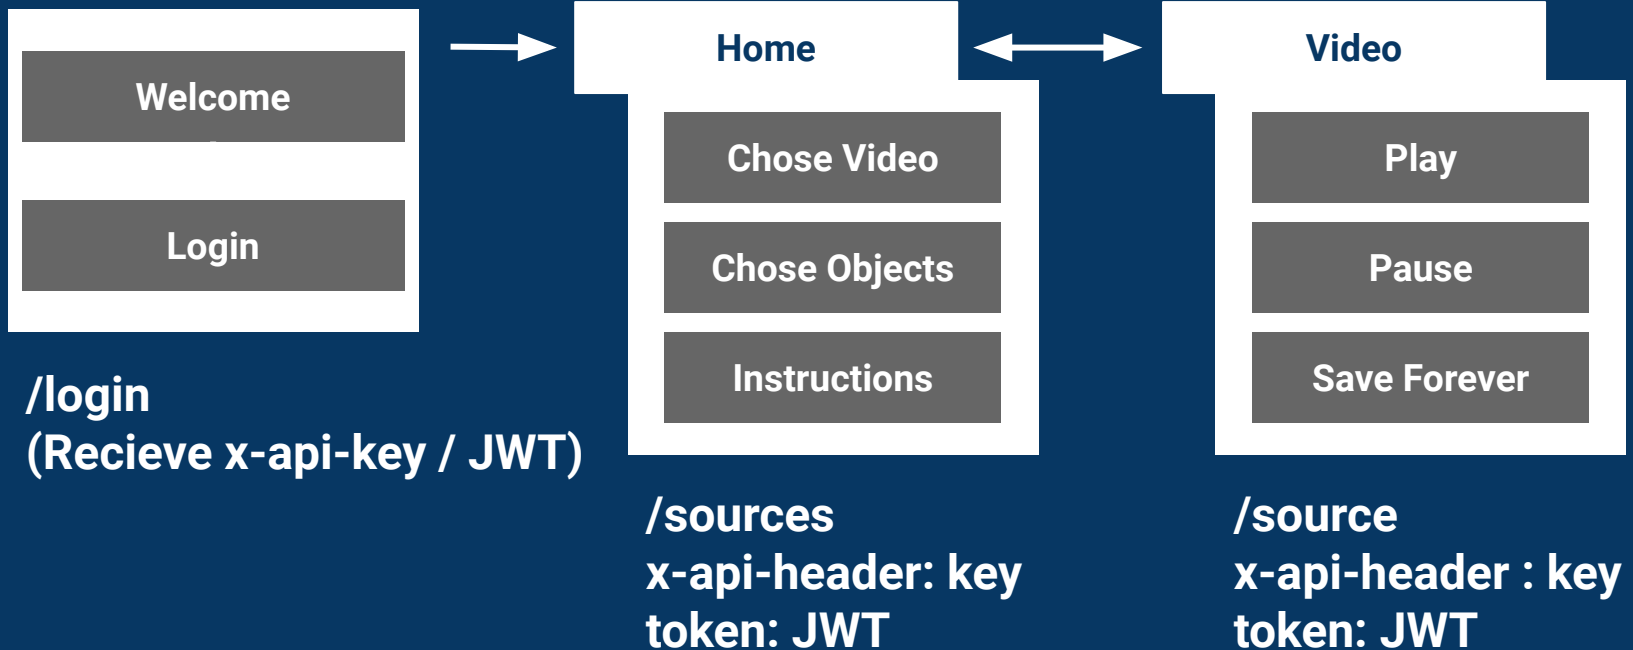 Welcome
Login
/login
(Recieve x-api-key / JWT)
Home
Chose Video
Chose Objects
Instructions
/sources
x-api-header: key
token: JWT
Video
Play
Pause
Save Forever
/source
x-api-header : key
token: JWT